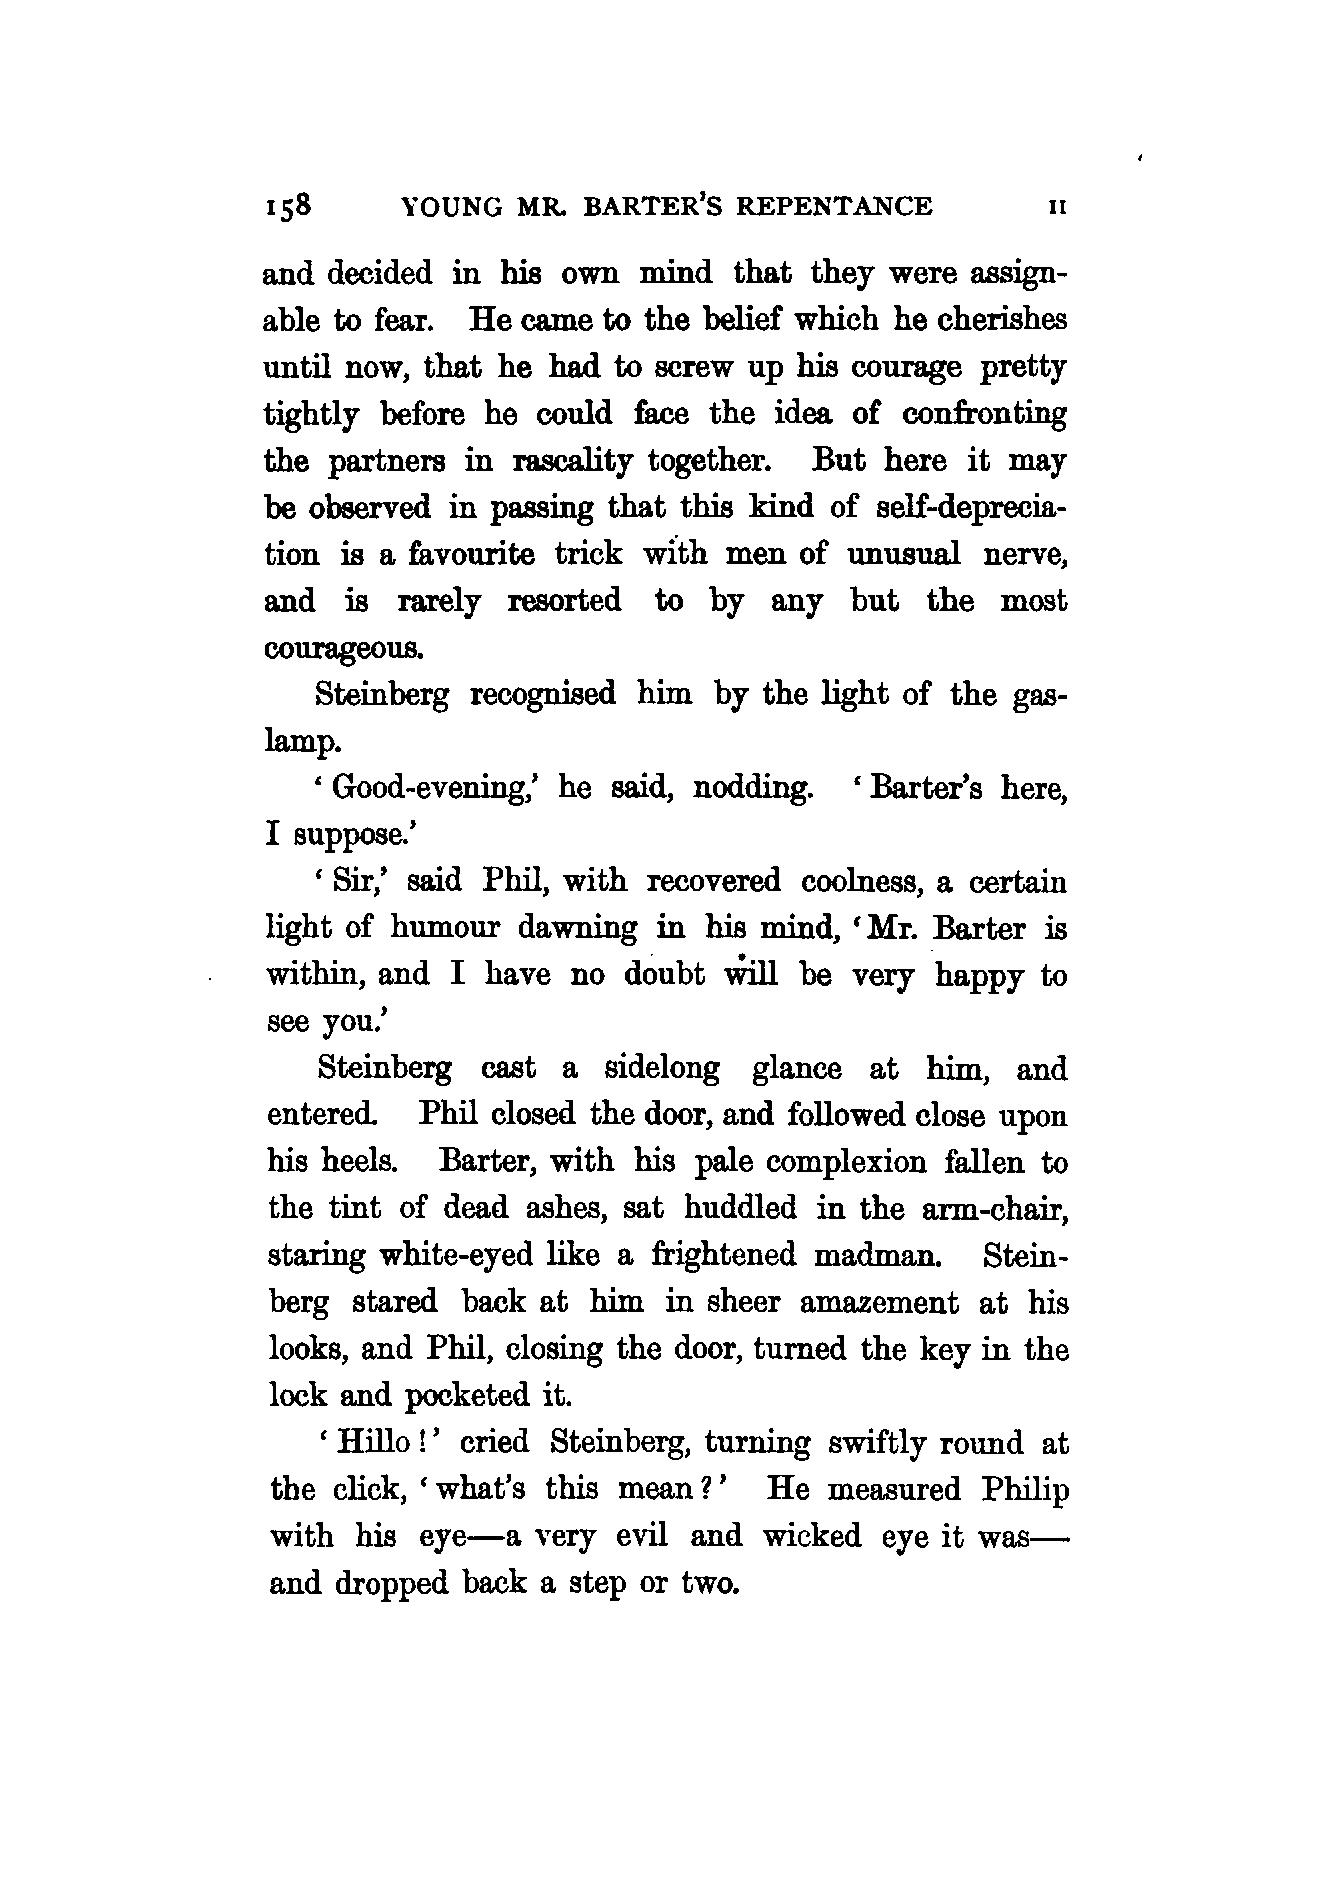 158 YOUNG MR. BARTER'S REPENTANCE II
and decided in his own mind that they were assign-
able to fear. He came to the belief which he cherishes
until now, that he had to screw up his courage pretty
tightly before he could face the idea of confronting
the partners in rascality together. But here it may
be observed in passing that this kind of self-deprecia-
tion is a favourite trick with men of unusual nerve,
and is rarely resorted to by any but the most
courageous.
Steinberg recognised him by the light of the gas-
lamp.
‘Good-evening,’ he said, nodding. ‘Barter’s here,
I suppose.’
‘Sir,’ said Phil, with recovered coolness, a certain
light of humour dawning in his mind, ‘Mr. Barter is
within, and I have no doubt will be very happy to
see you.’
Steinberg cast a sidelong glance at him, and
entered. Phil closed the door, and followed close upon
his heels. Barter, with his pale complexion fallen to
the tint of dead ashes, sat huddled in the arm-chair,
staring white-eyed like a frightened madman. Stein-
berg stared back at him in sheer amazement at his
looks, and Phil, closing the door, turned the key in the
lock and pocketed it.
‘Hillo!’ cried Steinberg, turning swiftly round at
the click, ‘what’s this mean?’ He measured Philip
with his eye—a very evil and wicked eye it was—
and dropped back a step or two.